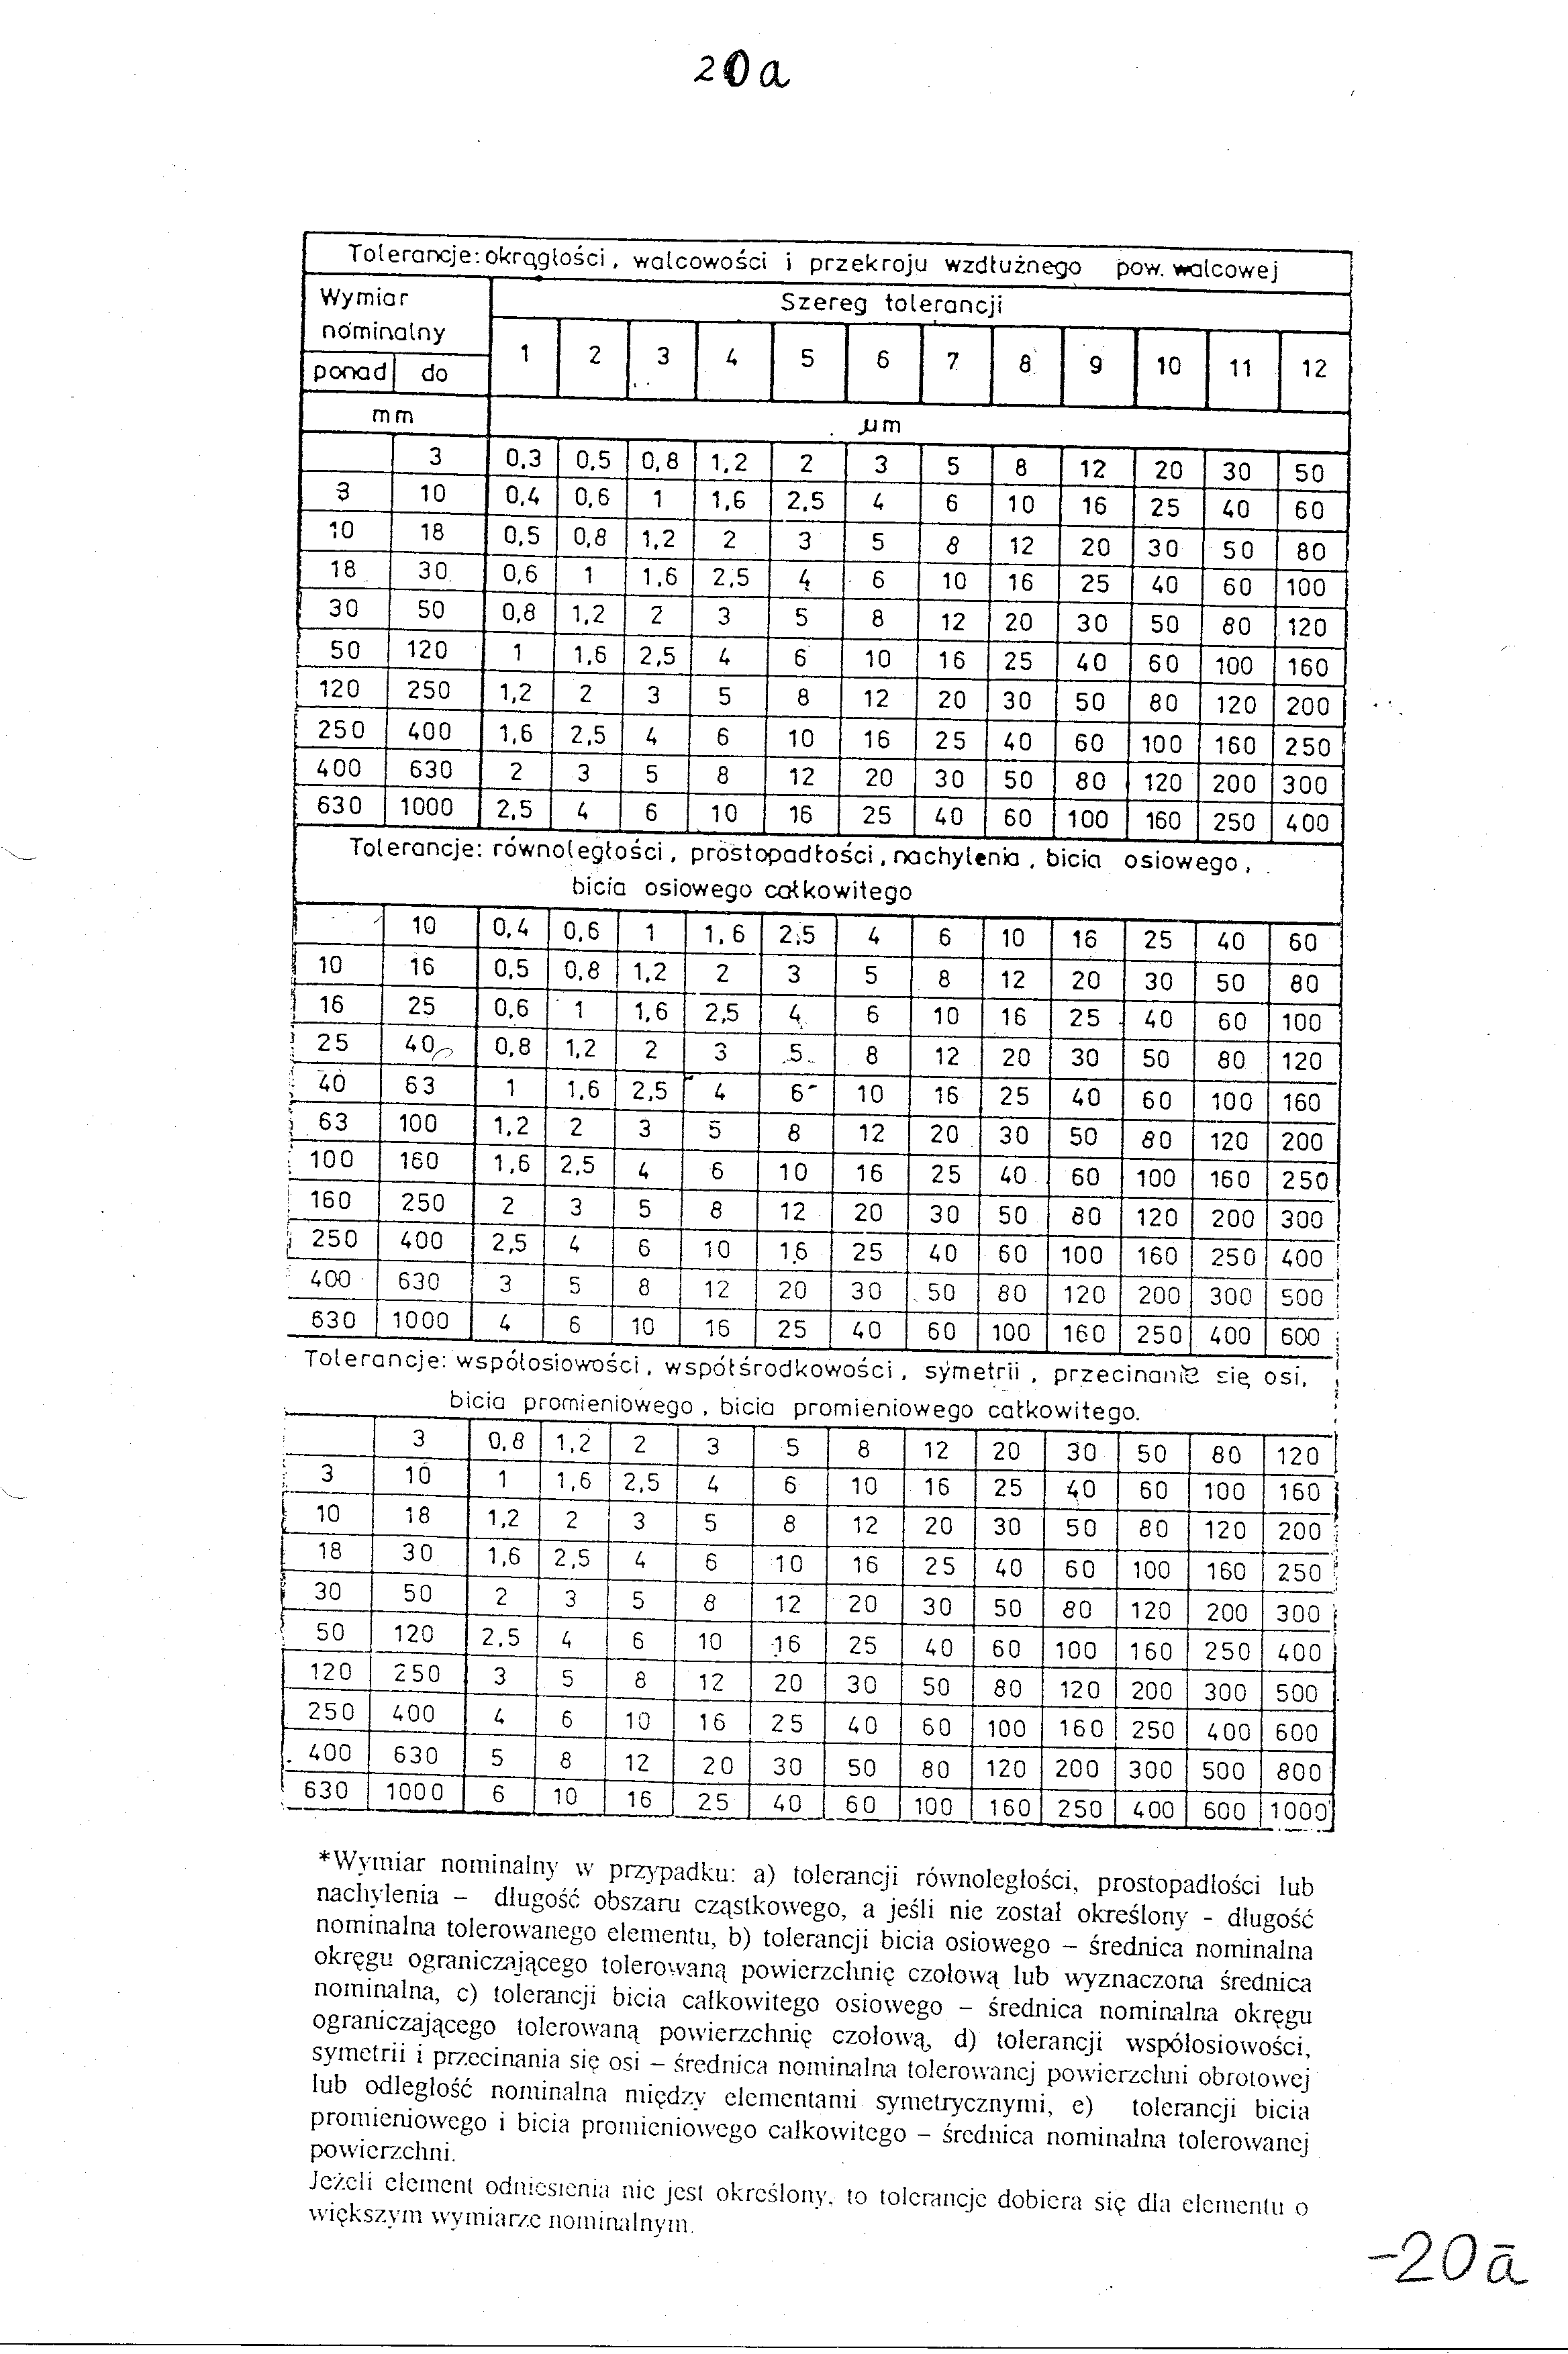 20a
Tolerancje: okrągłości, walcowości i przekroju wzdłużnego pow. walcowej
Wymiar nominalny Szereg tolerancji
ponad do 1 2 3 4 5 6 7 8 9 10 11 12
mm µm
3 0,3 0,5 0,8 1,2 2 3 5 8 12 20 30 50
3 10 0,4 0,6 1 1,6 2,5 4 6 10 16 25 40 60
10 18 0,5 0,8 1,2 2 3 5 8 12 20 30 50 80
18 30 0,6 1 1,6 2,5 4 6 10 16 25 40 60 100
30 50 0,8 1,2 2 3 5 8 12 20 30 50 80 120
50 120 1 1,6 2,5 4 6 10 16 25 40 60 100 160
120 250 1,2 2 3 5 8 12 20 30 50 80 120 200
250 400 1,6 2,5 4 6 10 16 25 40 60 100 160 250
400 630 2 3 5 8 12 20 30 50 80 120 200 300
630 1000 2,5 4 6 10 16 25 40 60 100 160 250 400
Tolerancje: równoległości, prostopadłości, nachylenia, bicia osiowego,
bicia osiowego całkowitego
10 0,4 0,6 1 1,6 2,5 4 6 10 16 25 40 60
10 16 0,5 0,8 1,2 2 3 5 8 12 20 30 50 80
16 25 0,6 1 1,6 2,5 4 6 10 16 25 40 60 100
25 40 0,8 1,2 2 3 5 8 12 20 30 50 80 120
40 63 1 1,6 2,5 4 6 10 16 25 40 60 100 160
63 100 1,2 2 3 5 8 12 20 30 50 80 120 200
100 160 1,6 2,5 4 6 10 16 25 40 60 100 160 250
160 250 2 3 5 8 12 20 30 50 80 120 200 300
250 400 2,5 4 6 10 16 25 40 60 100 160 250 400
400 630 3 5 8 12 20 30 50 80 120 200 300 500
630 1000 4 6 10 16 25 40 60 100 160 250 400 600
Tolerancje: współosiowości, współśrodkowości, symetrii, przecinanie się osi,
bicia promieniowego, bicia promieniowego całkowitego.
3 0,8 1,2 2 3 5 8 12 20 30 50 80 120
3 10 1 1,6 2,5 4 6 10 16 25 40 60 100 160
10 18 1,2 2 3 5 8 12 20 30 50 80 120 200
18 30 1,6 2,5 4 6 10 16 25 40 60 100 160 250
30 50 2 3 5 8 12 20 30 50 80 120 200 300
50 120 2,5 4 6 10 16 25 40 60 100 160 250 400
120 250 3 5 8 12 20 30 50 80 120 200 300 500
250 400 4 6 10 16 25 40 60 100 160 250 400 600
400 630 5 8 12 20 30 50 80 120 200 300 500 800
630 1000 6 10 16 25 40 60 100 160 250 400 600 1000
*Wymiar nominalny w przypadku: a) tolerancji równoległości, prostopadłości lub
nachylenia – długość obszaru cząstkowego, a jeśli nie został określony - długość
nominalna tolerowanego elementu, b) tolerancji bicia osiowego – średnica nominalna
okręgu ograniczającego tolerowaną powierzchnię czołową lub wyznaczona średnica
nominalna, c) tolerancji bicia całkowitego osiowego – średnica nominalna okręgu
ograniczającego tolerowaną powierzchnię czołową, d) tolerancji współosiowości,
symetrii i przecinania się osi – średnica nominalna tolerowanej powierzchni obrotowej
lub odległość nominalna między elementami symetrycznymi, e) tolerancji bicia
promieniowego i bicia promieniowego całkowitego – średnica nominalna tolerowanej
powierzchni.
Jeżeli element odniesienia nie jest określony, to tolerancje dobiera się dla elementu o
większym wymiarze nominalnym.
-20a